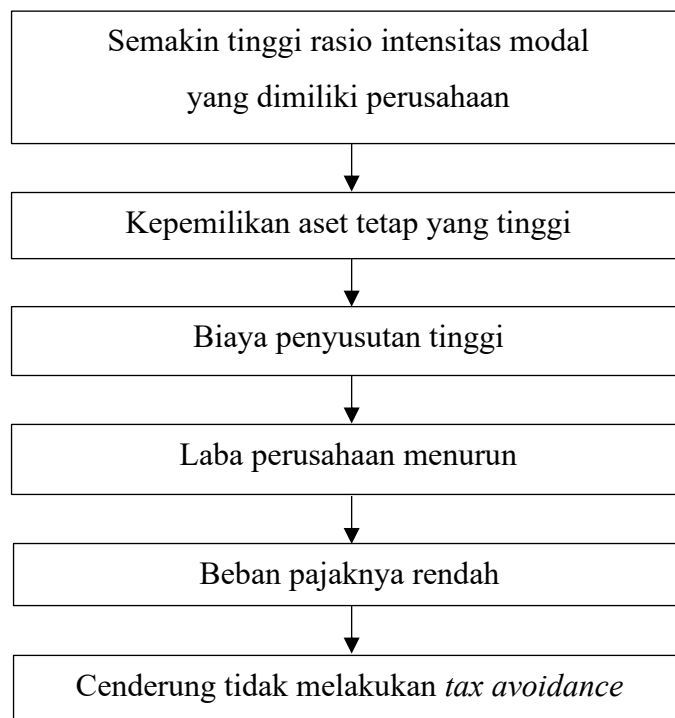 Semakin tinggi rasio intensitas modal
yang dimiliki perusahaan
Kepemilikan aset tetap yang tinggi
Biaya penyusutan tinggi
Laba perusahaan menurun
Beban pajaknya rendah
Cenderung tidak melakukan tax avoidance